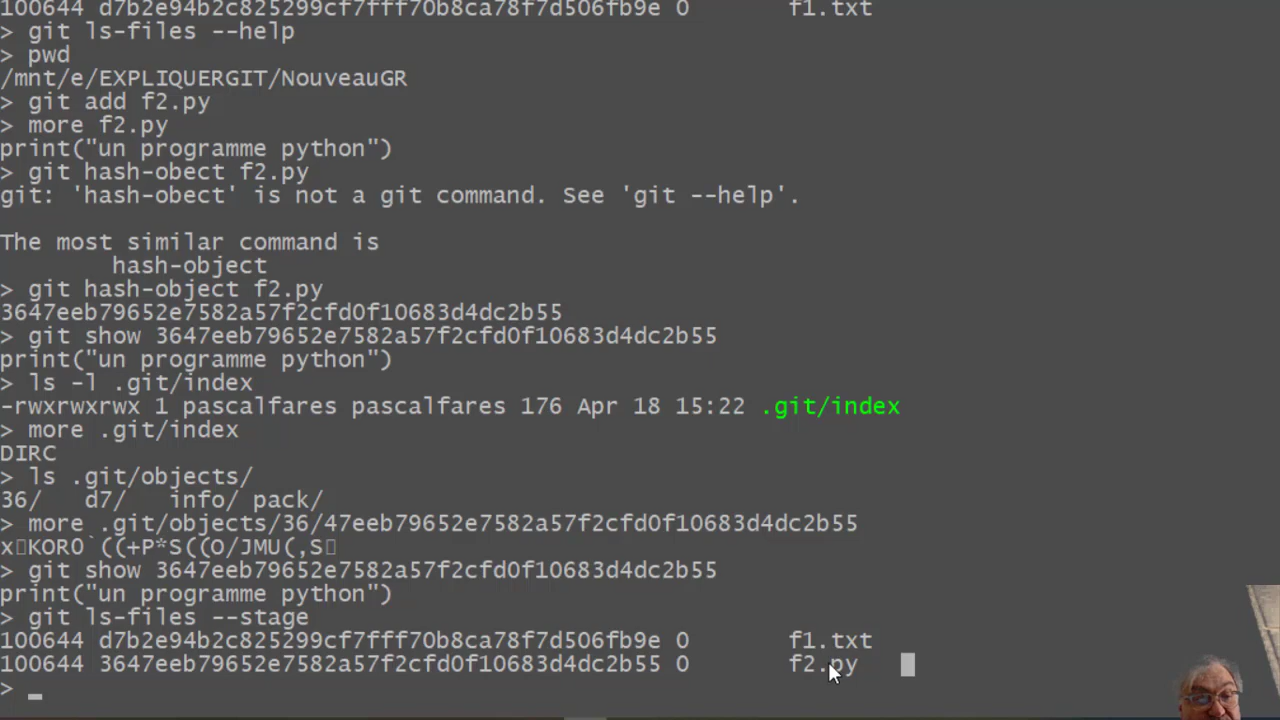 100644 d7b2e94b2c825299cf7fff70b8ca78f7d506fb9e 0 f1.txt
> git ls-files --help
> pwd
/mnt/e/EXPLIQUERGIT/NouveauGR
> git add f2.py
> more f2.py
print("un programme python")
> git hash-obect f2.py
git: 'hash-obect' is not a git command. See 'git --help'.
The most similar command is
hash-object
> git hash-object f2.py
3647eeb79652e7582a57f2cfd0f10683d4dc2b55
> git show 3647eeb79652e7582a57f2cfd0f10683d4dc2b55
print("un programme python")
> ls -l .git/index
-rwxrwxrwx 1 pascalfares pascalfares 176 Apr 18 15:22 .git/index
> more .git/index
DIRC
> ls .git/objects/
36/ d7/ info/ pack/
> more .git/objects/36/47eeb79652e7582a57f2cfd0f10683d4dc2b55
x▯KOR0`((+P*S((O/JMU(,S▯
> git show 3647eeb79652e7582a57f2cfd0f10683d4dc2b55
print("un programme python")
> git ls-files --stage
100644 d7b2e94b2c825299cf7fff70b8ca78f7d506fb9e 0 f1.txt
100644 3647eeb79652e7582a57f2cfd0f10683d4dc2b55 0 f2.py
>